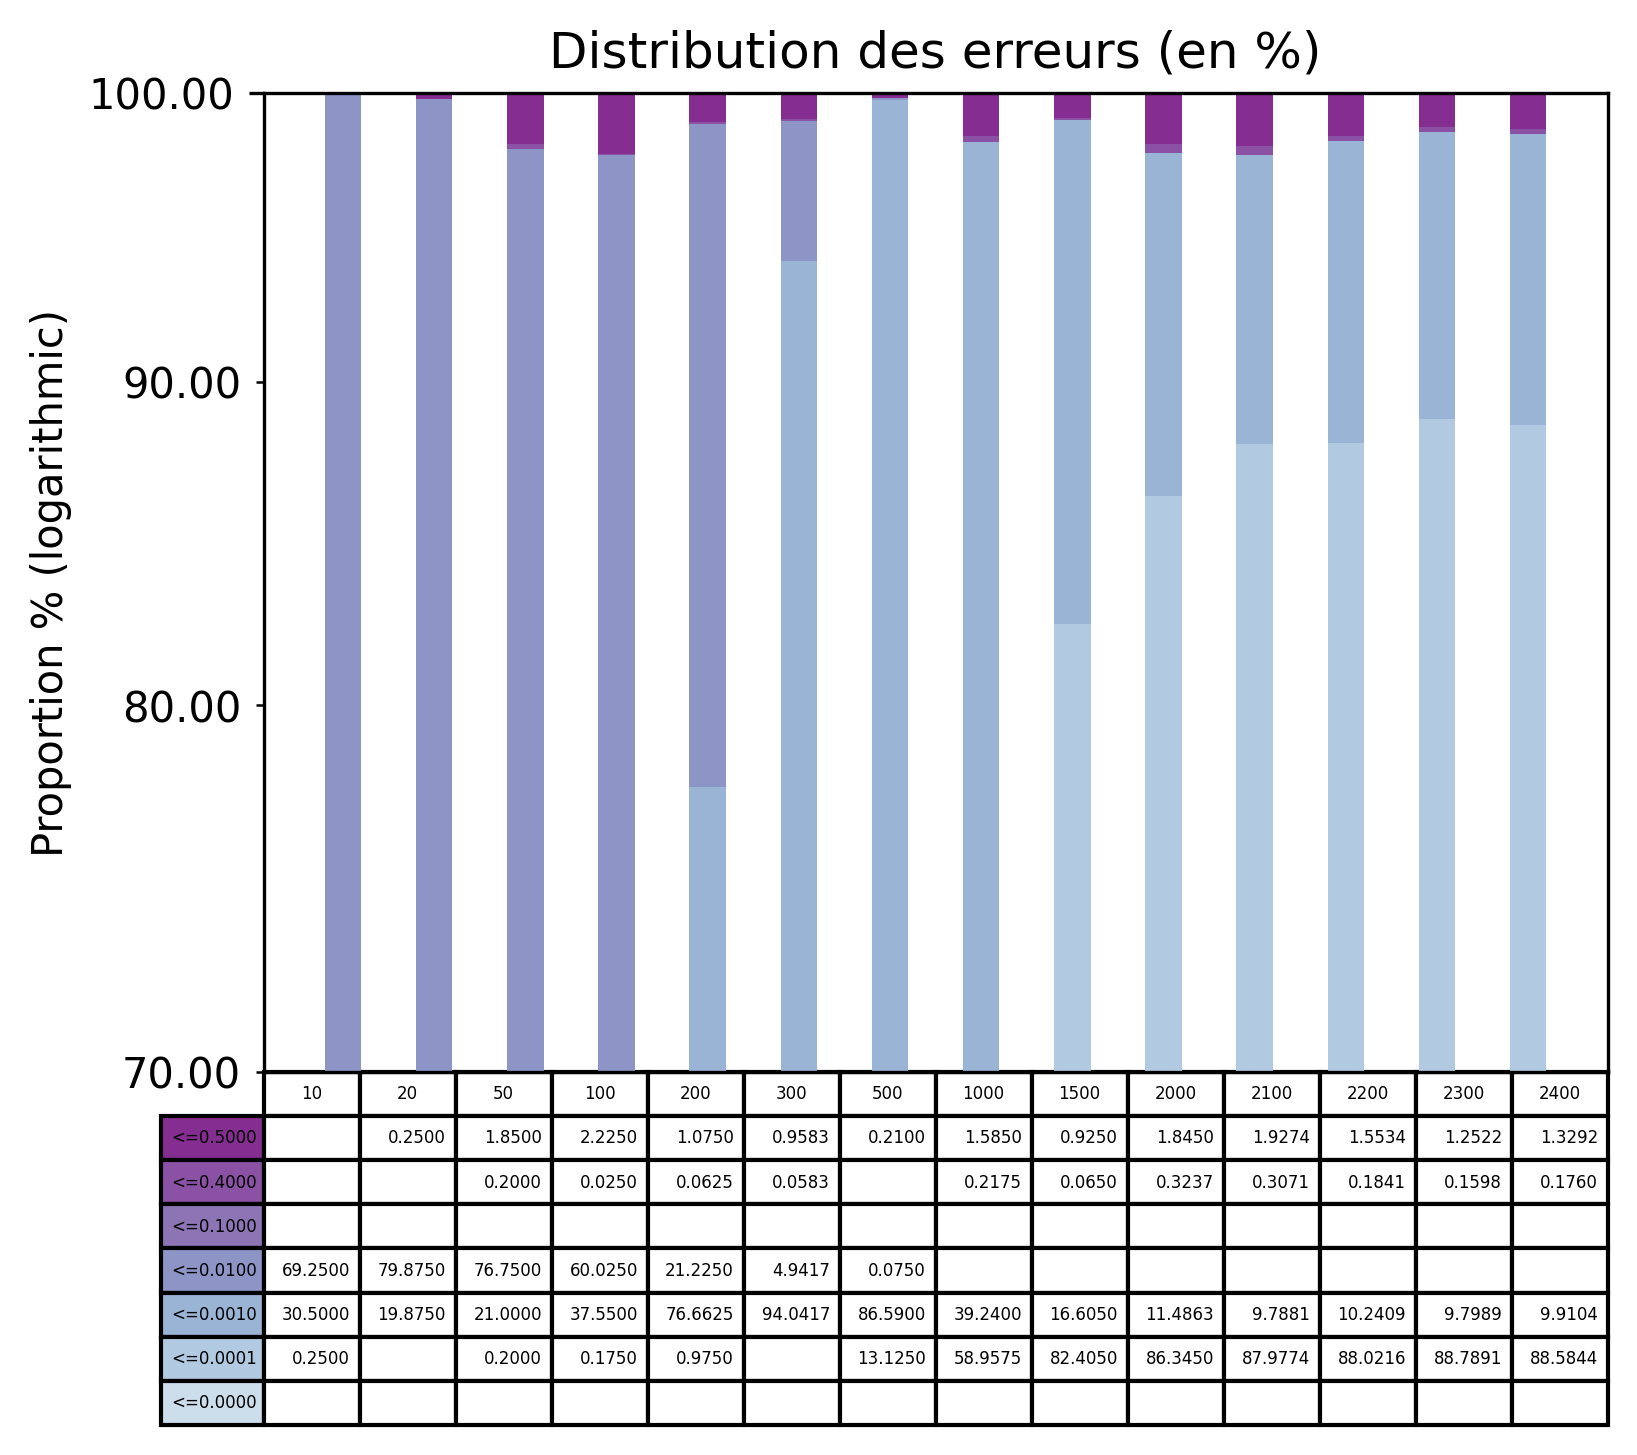 Distribution des erreurs (en %)
Proportion % (logarithmic)
100.00
90.00
80.00
70.00
10 20 50 100 200 300 500 1000 1500 2000 2100 2200 2300 2400
<=0.5000 0.2500 1.8500 2.2250 1.0750 0.9583 0.2100 1.5850 0.9250 1.8450 1.9274 1.5534 1.2522 1.3292
<=0.4000 0.2000 0.0250 0.0625 0.0583 0.2175 0.0650 0.3237 0.3071 0.1841 0.1598 0.1760
<=0.1000
<=0.0100 69.2500 79.8750 76.7500 60.0250 21.2250 4.9417 0.0750
<=0.0010 30.5000 19.8750 21.0000 37.5500 76.6625 94.0417 86.5900 39.2400 16.6050 11.4863 9.7881 10.2409 9.7989 9.9104
<=0.0001 0.2500 0.2000 0.1750 0.9750 13.1250 58.9575 82.4050 86.3450 87.9774 88.0216 88.7891 88.5844
<=0.0000